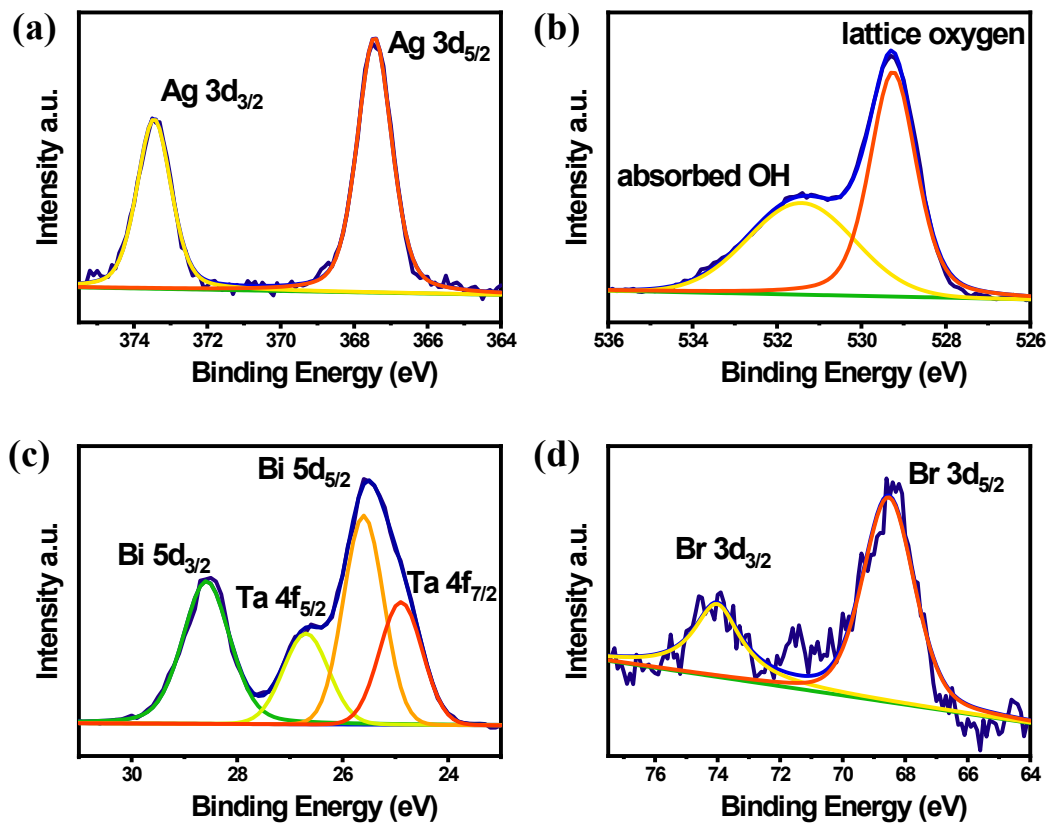 (a)
Ag 3d3/2
Ag 3d5/2
Intensity a.u.
374 372 370 368 366 364
Binding Energy (eV)
(b)
lattice oxygen
absorbed OH
Intensity a.u.
536 534 532 530 528 526
Binding Energy (eV)
(c)
Bi 5d5/2
Bi 5d3/2
Ta 4f5/2
Ta 4f7/2
Intensity a.u.
30 28 26 24
Binding Energy (eV)
(d)
Br 3d5/2
Br 3d3/2
Intensity a.u.
76 74 72 70 68 66 64
Binding Energy (eV)